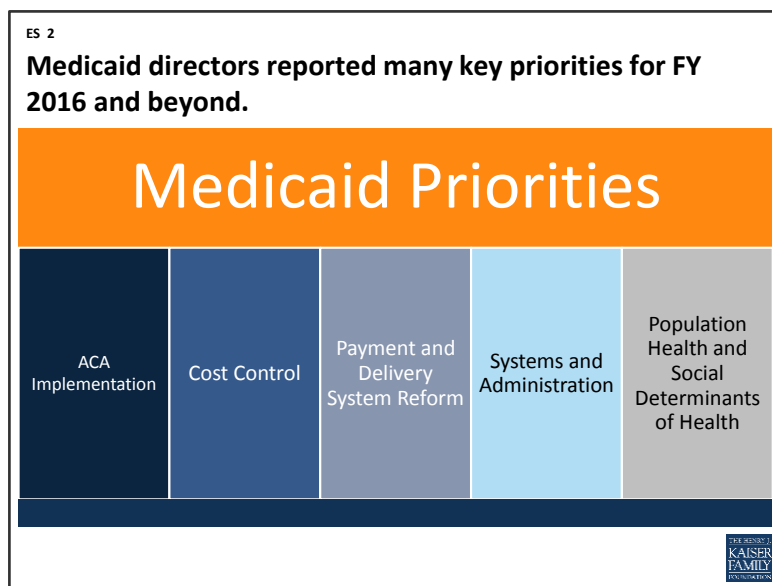 ES 2
Medicaid directors reported many key priorities for FY
2016 and beyond.
Medicaid Priorities
ACA
Implementation
Cost Control
Payment and
Delivery
System Reform
Systems and
Administration
Population
Health and
Social
Determinants
of Health
THE HENRY J.
KAISER
FAMILY
FOUNDATION